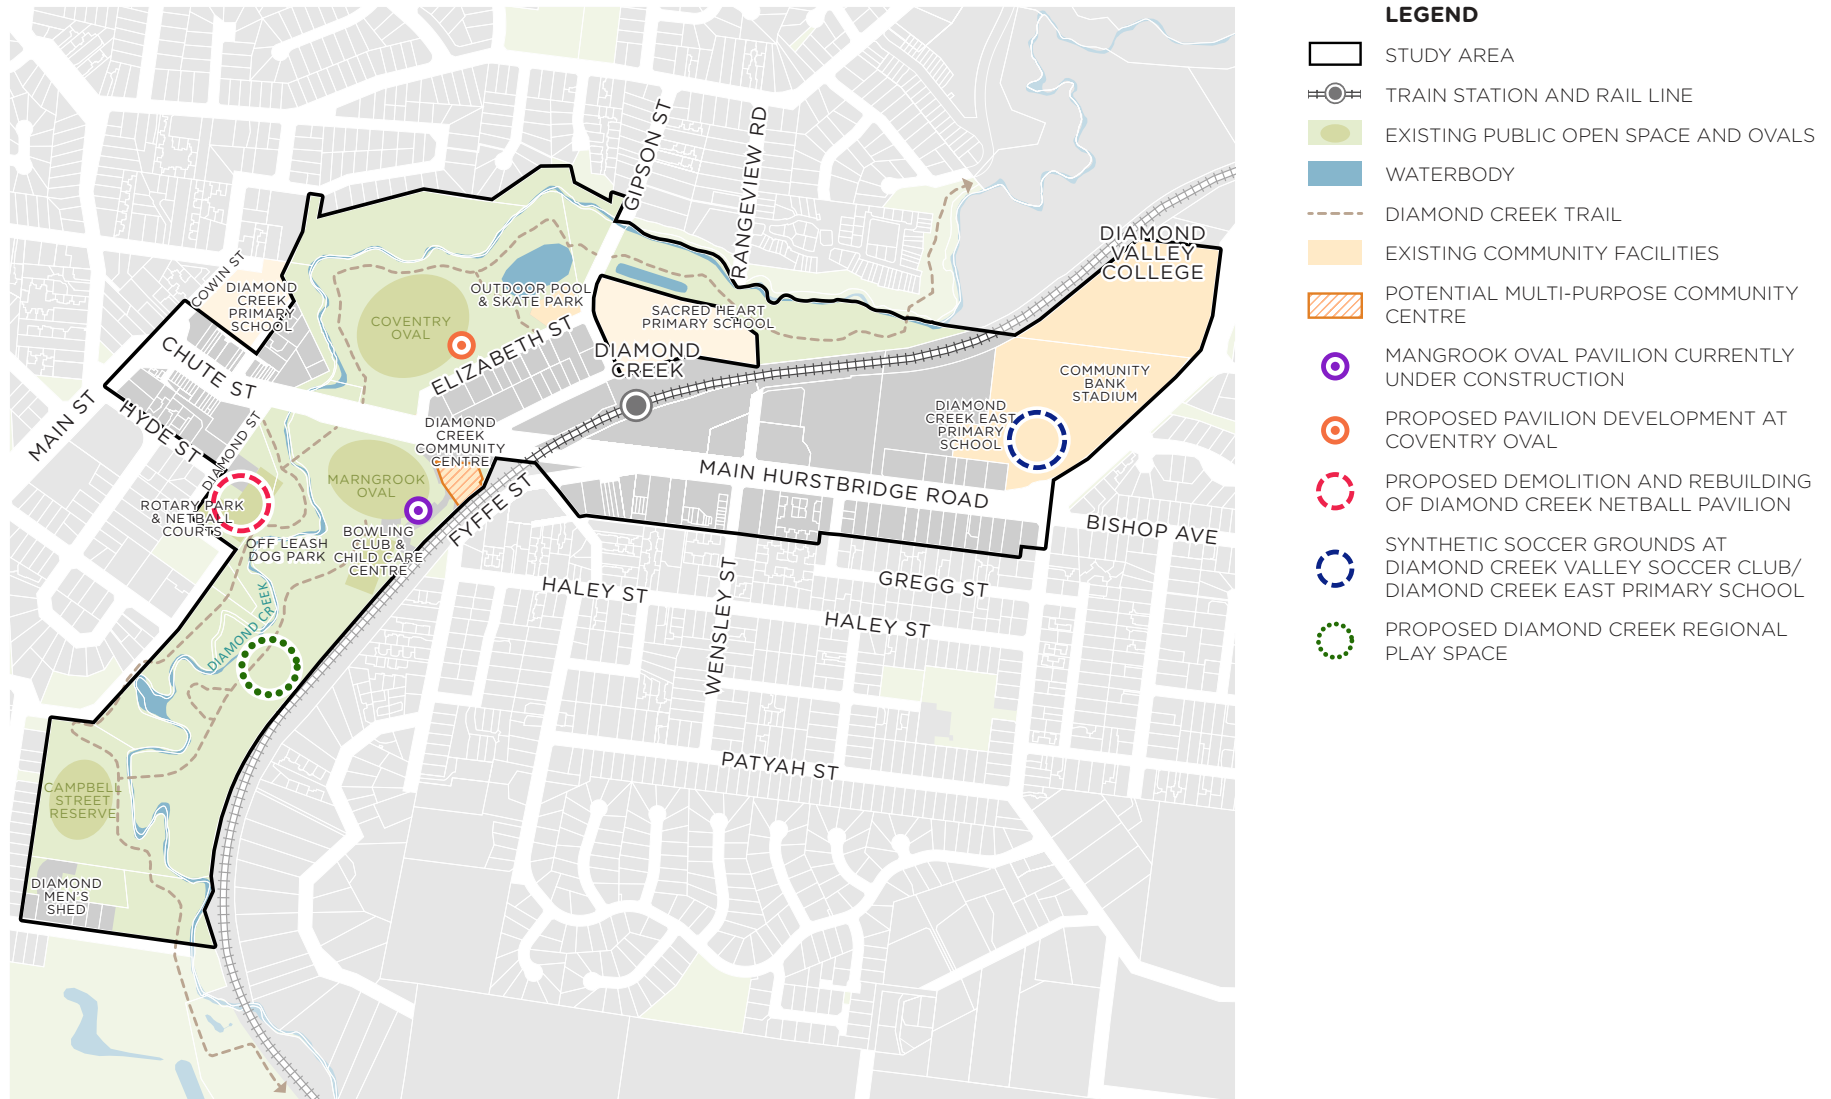 GIPSON ST
RANGEVIEW RD
DIAMOND
VALLEY
COLLEGE
COWIN ST
DIAMOND
CREEK
PRIMARY
SCHOOL
OUTDOOR POOL
& SKATE PARK
COVENTRY
OVAL
SACRED HEART
PRIMARY SCHOOL
ELIZABETH ST
DIAMOND
CREEK
CHUTE ST
MAIN ST
HYDE ST
DIAMOND ST
DIAMOND
CREEK
COMMUNITY
CENTRE
COMMUNITY
BANK
STADIUM
DIAMOND
CREEK EAST
PRIMARY
SCHOOL
MAIN HURSTBRIDGE ROAD
MARNGROOK
OVAL
ROTARY PARK
& NETBALL
COURTS
OFF LEASH
DOG PARK
BOWLING
CLUB &
CHILD CARE
CENTRE
FYFFE ST
BISHOP AVE
HALEY ST
GREGG ST
WENSLEY ST
HALEY ST
DIAMOND CREEK
PATYAH ST
CAMPBELL
STREET
RESERVE
DIAMOND
MEN'S
SHED
LEGEND
STUDY AREA
TRAIN STATION AND RAIL LINE
EXISTING PUBLIC OPEN SPACE AND OVALS
WATERBODY
DIAMOND CREEK TRAIL
EXISTING COMMUNITY FACILITIES
POTENTIAL MULTI-PURPOSE COMMUNITY
CENTRE
MANGROOK OVAL PAVILION CURRENTLY
UNDER CONSTRUCTION
PROPOSED PAVILION DEVELOPMENT AT
COVENTRY OVAL
PROPOSED DEMOLITION AND REBUILDING
OF DIAMOND CREEK NETBALL PAVILION
SYNTHETIC SOCCER GROUNDS AT
DIAMOND CREEK VALLEY SOCCER CLUB/
DIAMOND CREEK EAST PRIMARY SCHOOL
PROPOSED DIAMOND CREEK REGIONAL
PLAY SPACE